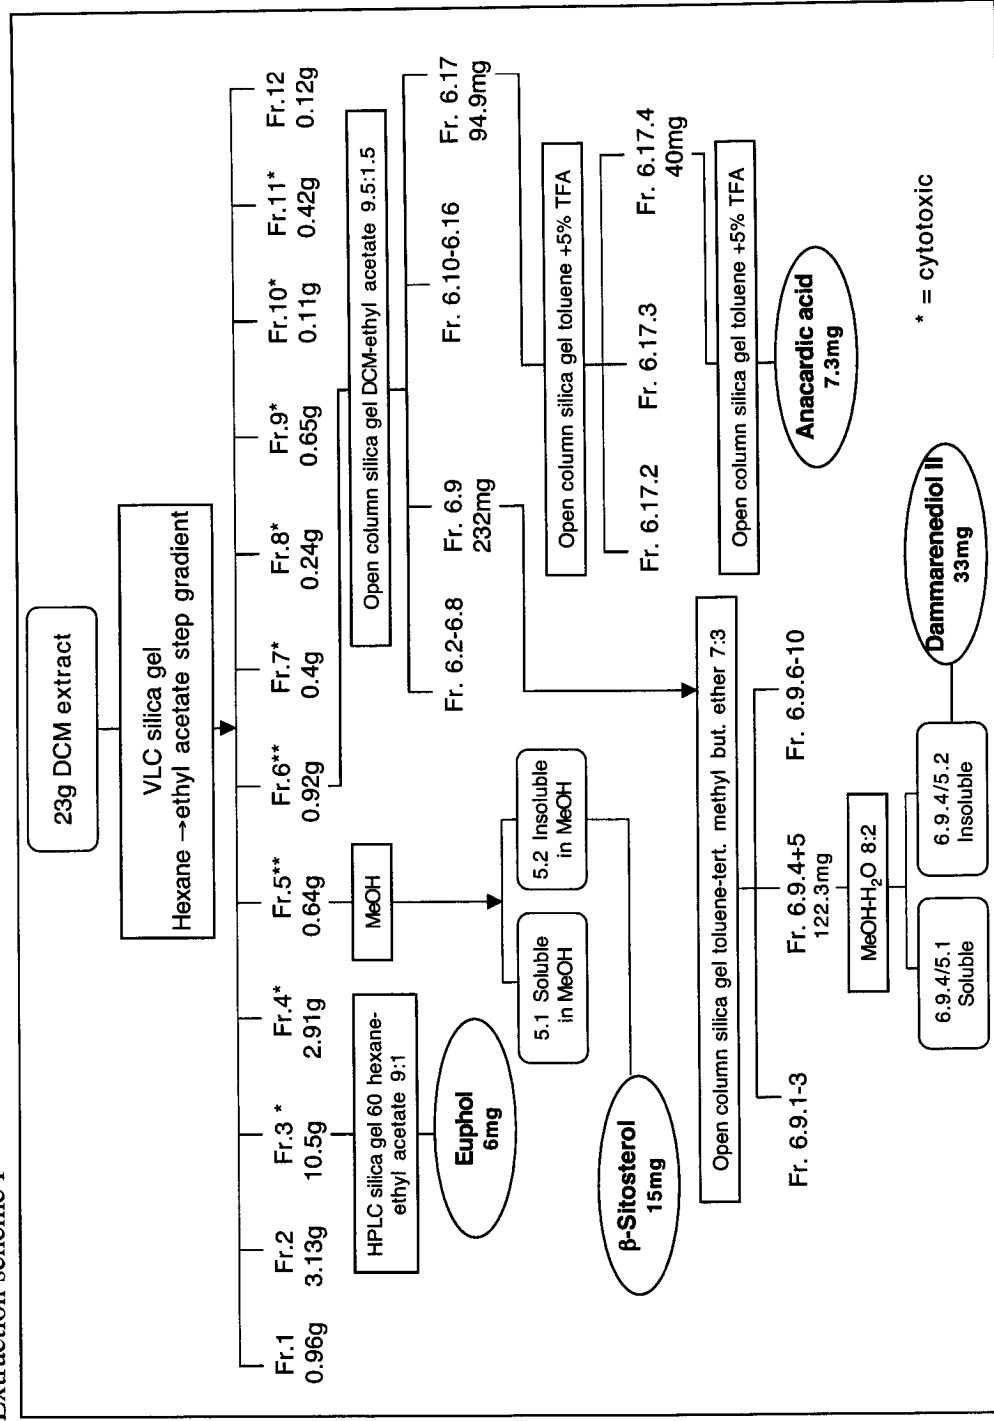 Extraction scheme 1
23g DCM extract
VLC silica gel
Hexane →ethyl acetate step gradient
Fr.1
0.96g
Fr.2
3.13g
Fr.3 *
10.5g
Fr.4*
2.91g
Fr.5**
0.64g
Fr.6**
0.92g
Fr.7*
0.4g
Fr.8*
0.24g
Fr.9*
0.65g
Fr.10*
0.11g
Fr.11*
0.42g
Fr.12
0.12g
HPLC silica gel 60 hexane-
ethyl acetate 9:1
MeOH
Open column silica gel DCM-ethyl acetate 9.5:1.5
Euphol
6mg
5.1 Soluble
in MeOH
5.2 Insoluble
in MeOH
Fr. 6.2-6.8
Fr. 6.9
232mg
Fr. 6.10-6.16
Fr. 6.17
94.9mg
β-Sitosterol
15mg
Open column silica gel toluene +5% TFA
Fr. 6.17.2
Fr. 6.17.3
Fr. 6.17.4
40mg
Open column silica gel toluene-tert. methyl but. ether 7:3
Open column silica gel toluene +5% TFA
Fr. 6.9.1-3
Fr. 6.9.4+5
122.3mg
Fr. 6.9.6-10
Anacardic acid
7.3mg
MeOH-H₂O 8:2
6.9.4/5.1
Soluble
6.9.4/5.2
Insoluble
Dammarenediol II
33mg
* = cytotoxic